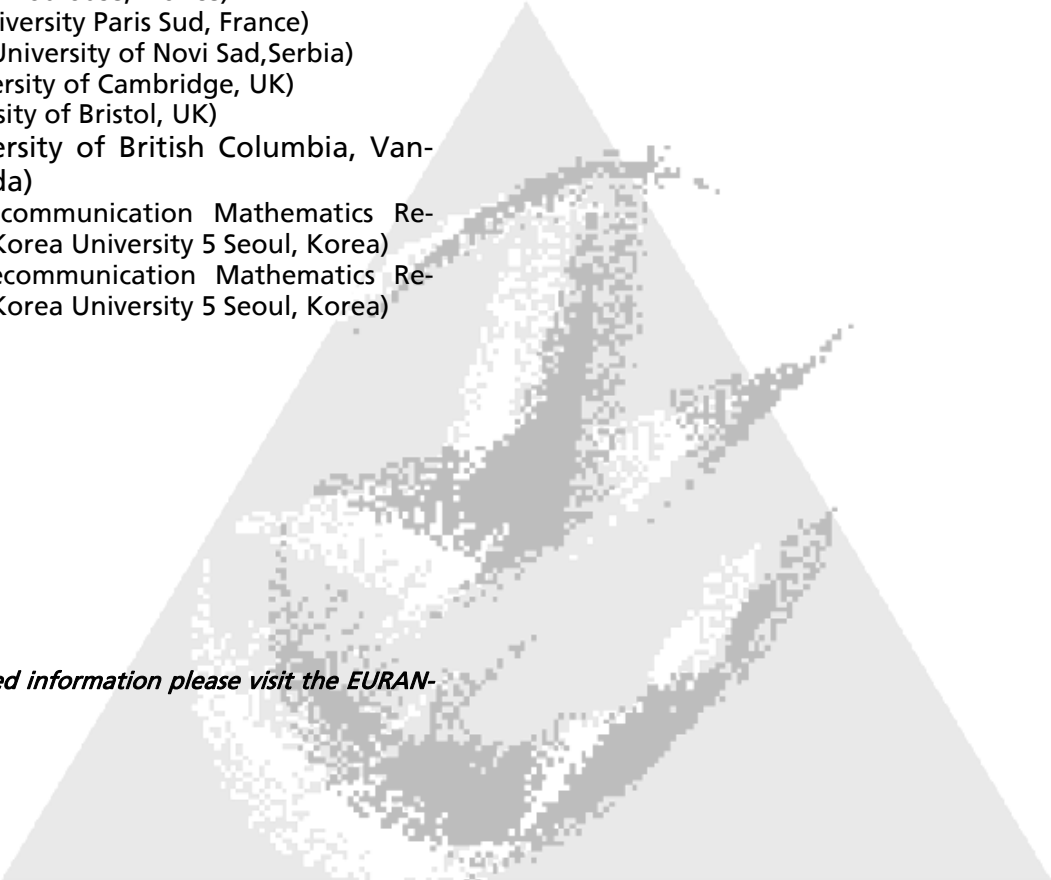 iversity Paris Sud, France)
University of Novi Sad,Serbia)
ersity of Cambridge, UK)
sity of Bristol, UK)
ersity of British Columbia, Van-
da)
communication Mathematics Re-
Korea University 5 Seoul, Korea)
ecommunication Mathematics Re-
Korea University 5 Seoul, Korea)
ed information please visit the EURAN-